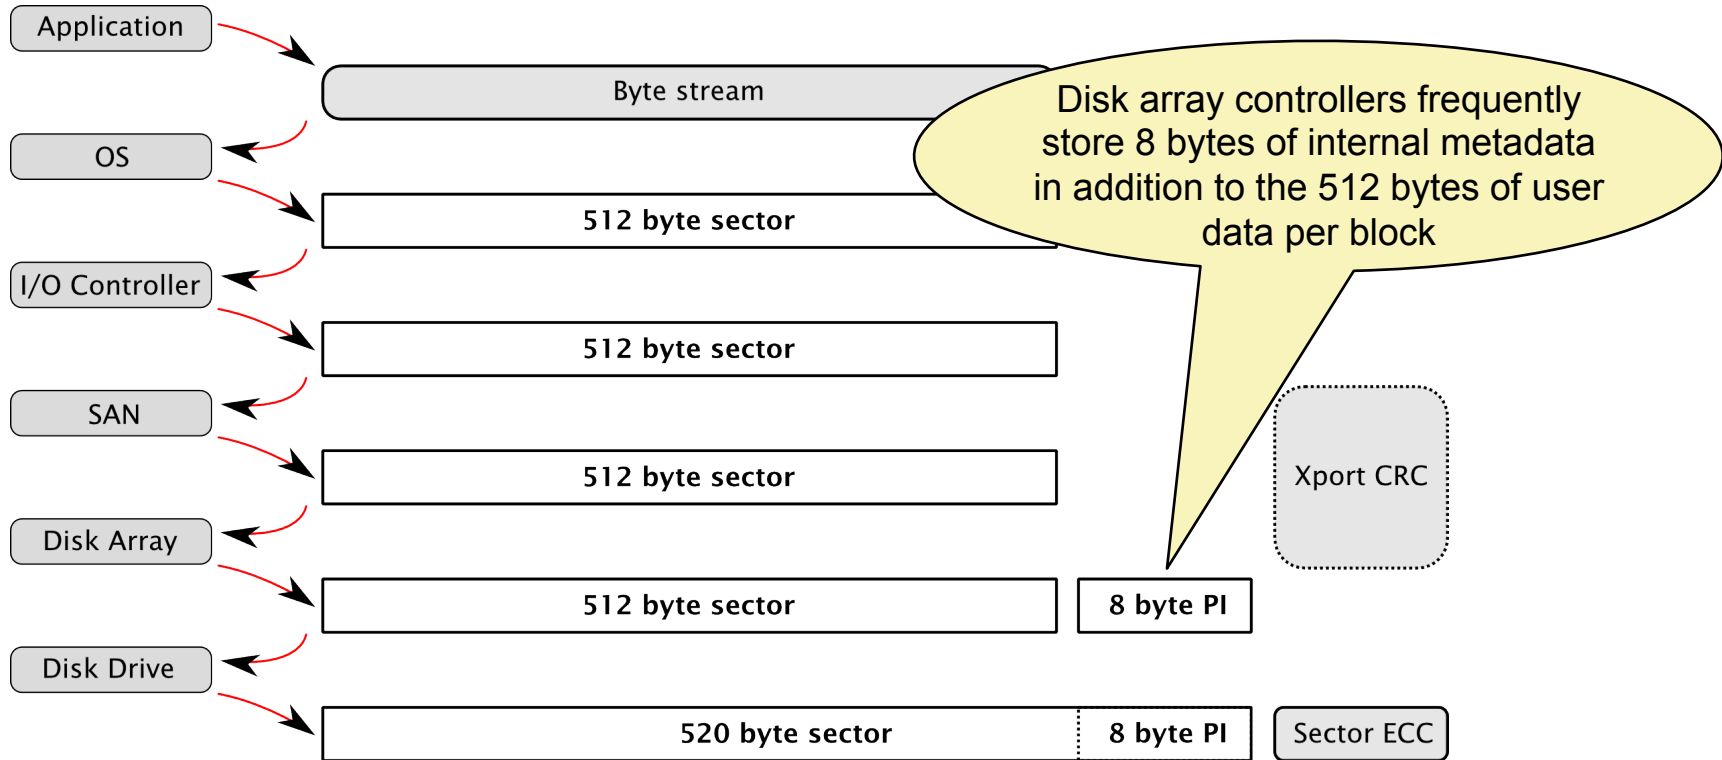 Application
Byte stream
Disk array controllers frequently
store 8 bytes of internal metadata
in addition to the 512 bytes of user
data per block
OS
512 byte sector
I/O Controller
512 byte sector
SAN
512 byte sector
Xport CRC
Disk Array
512 byte sector
8 byte PI
Disk Drive
520 byte sector
8 byte PI
Sector ECC